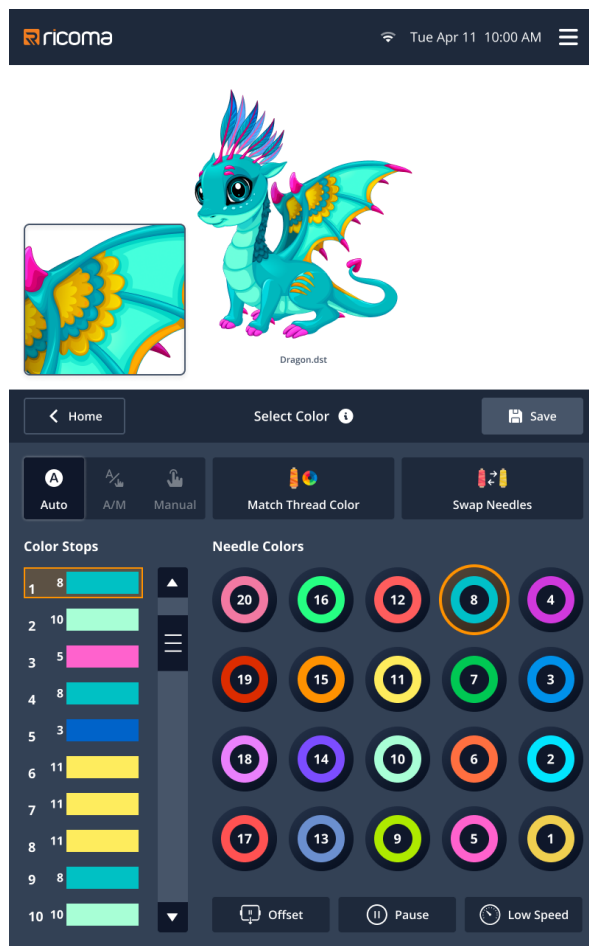 ricoma
Tue Apr 11 10:00 AM
Dragon.dst
Home
Select Color
Save
A
Auto
A/M
A/M
Manual
Match Thread Color
Swap Needles
Color Stops
1 8
2 10
3 5
4 8
5 3
6 11
7 11
8 11
9 8
10 10
Needle Colors
20 16 12 8 4
19 15 11 7 3
18 14 10 6 2
17 13 9 5 1
Offset
Pause
Low Speed